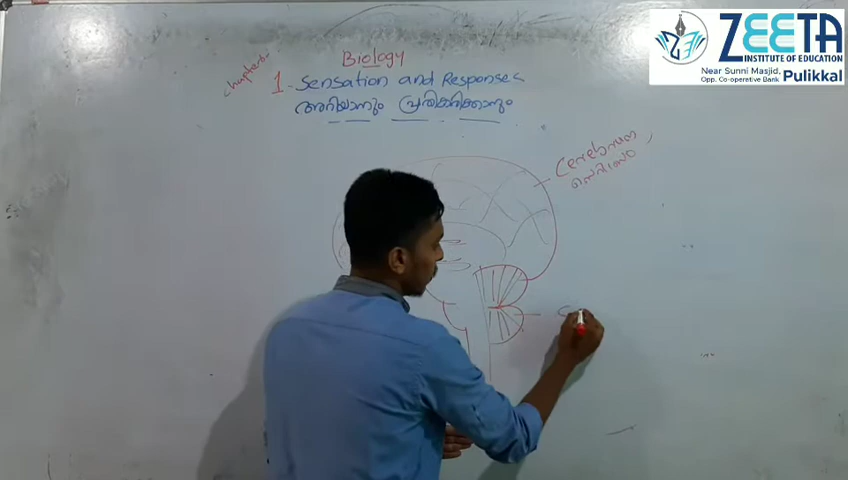 ZEETA
INSTITUTE OF EDUCATION
Near Sunni Masjid,
Opp. Co-operative Bank
Pulikkal
Biology
chapter:-
1 - Sensation and Responses
അറിയാനും പ്രതികരിക്കാനും
Cerebrum
സെറിബ്രം
C